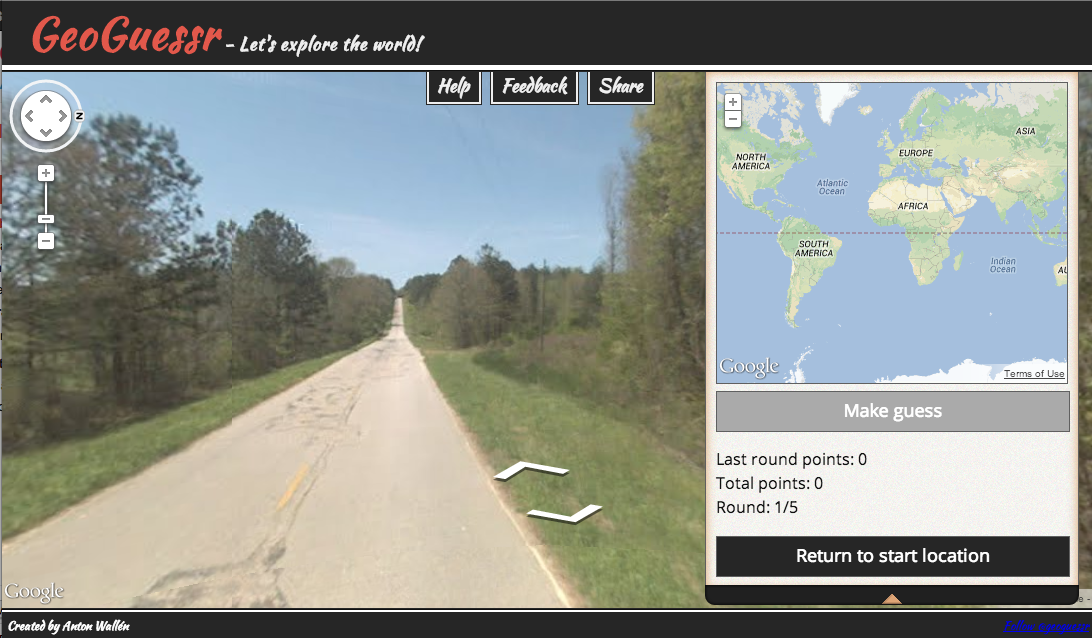 GeoGuessr - Let's explore the world!
Help
Feedback
Share
Z
NORTH
AMERICA
Atlantic
Ocean
EUROPE
ASIA
AFRICA
SOUTH
AMERICA
Indian
Ocean
AU
Google
Terms of Use
Make guess
Last round points: 0
Total points: 0
Round: 1/5
Return to start location
Google
Created by Anton Wallén